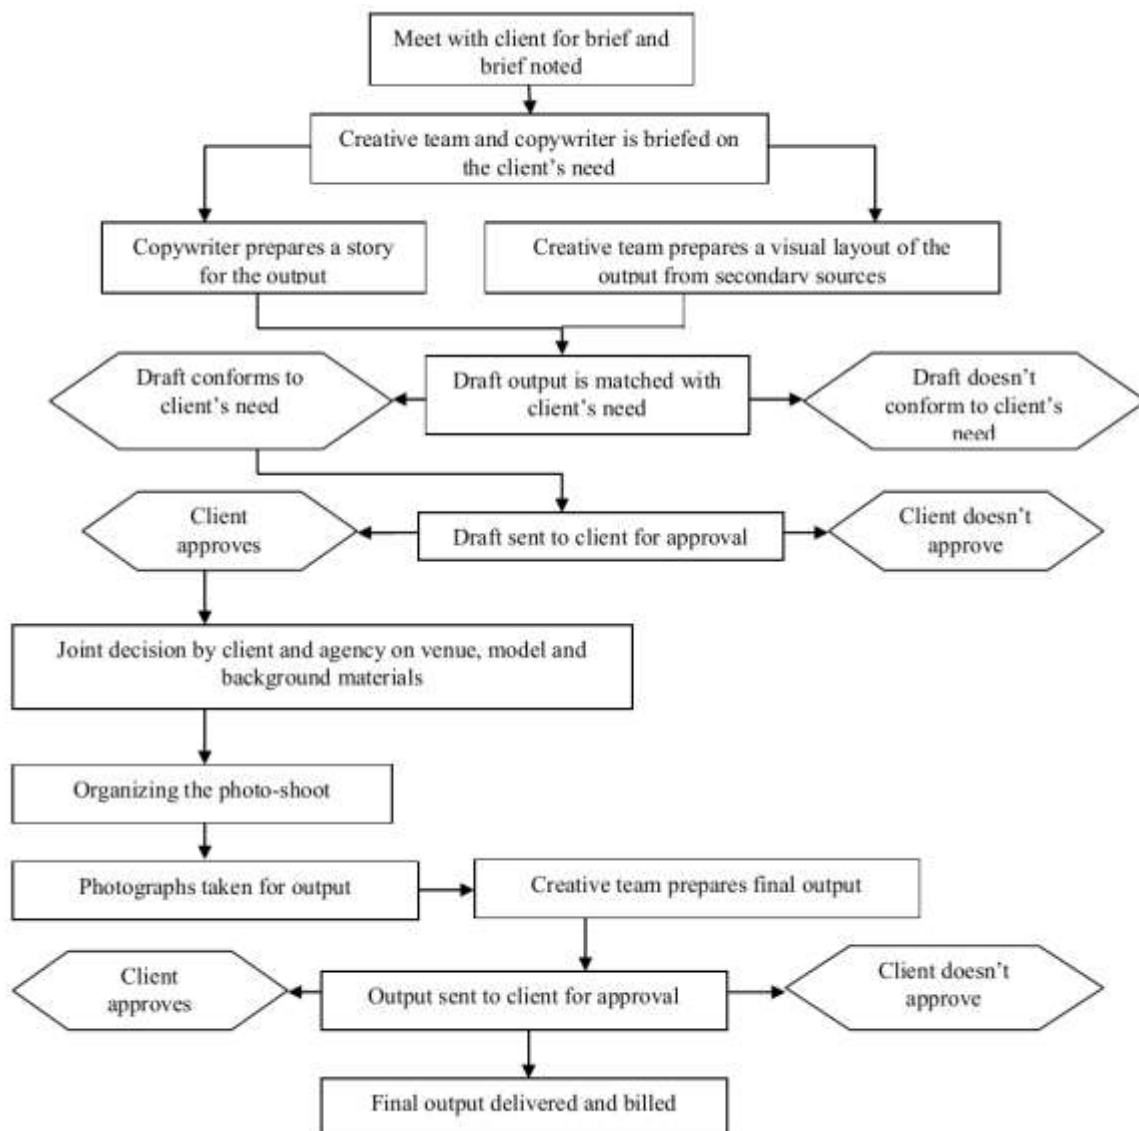 Meet with client for brief and
brief noted
Creative team and copywriter is briefed on
the client's need
Copywriter prepares a story
for the output
Creative team prepares a visual layout of the
output from secondary sources
Draft conforms to
client's need
Draft output is matched with
client's need
Draft doesn't
conform to client's
need
Client
approves
Draft sent to client for approval
Client doesn't
approve
Joint decision by client and agency on venue, model and
background materials
Organizing the photo-shoot
Photographs taken for output
Creative team prepares final output
Client
approves
Output sent to client for approval
Client doesn't
approve
Final output delivered and billed